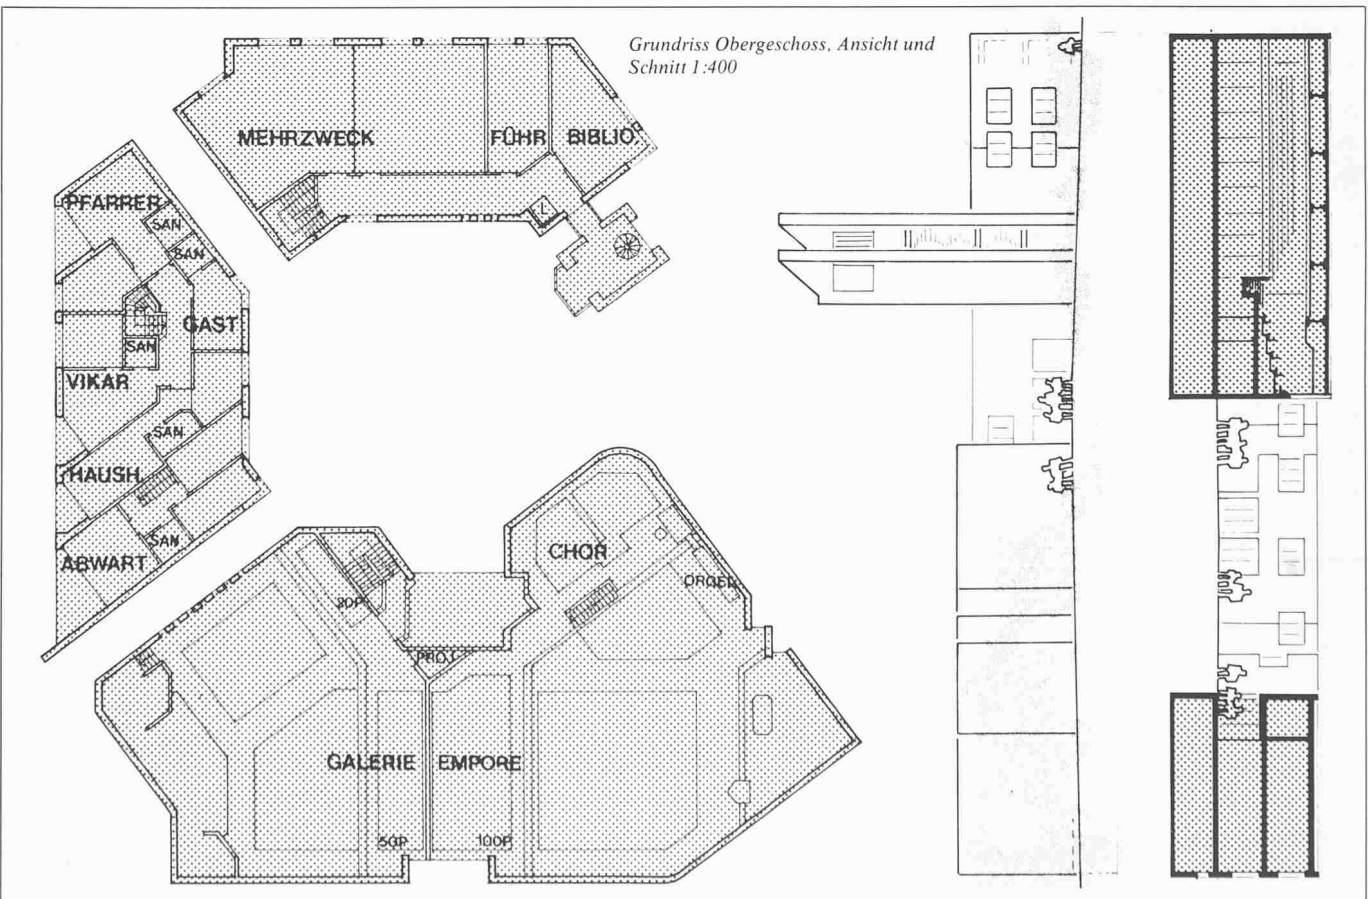 Grundriss Obergeschoss, Ansicht und
Schnitt 1:400
MEHRZWECK
FÜHR
BIBLIO.
L
PFARRER
SAN
SAN
GAST
SAN
VIKAR
SAN
HAUSH.
SAN
ABWART
CHOR
ORGEL
20P
PROJ.
GALERIE
EMPORE
50P
100P